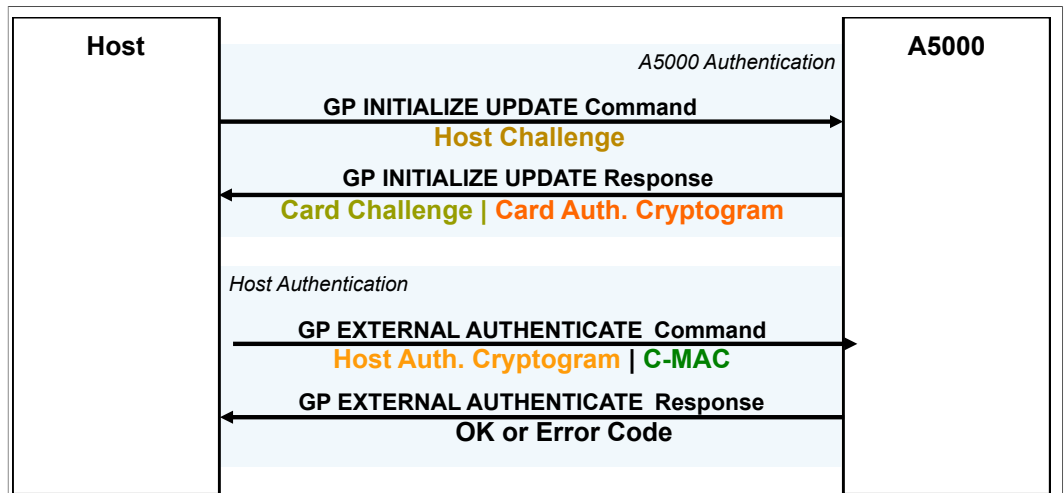 Host
A5000
A5000 Authentication
GP INITIALIZE UPDATE Command
Host Challenge
GP INITIALIZE UPDATE Response
Card Challenge | Card Auth. Cryptogram
Host Authentication
GP EXTERNAL AUTHENTICATE Command
Host Auth. Cryptogram | C-MAC
GP EXTERNAL AUTHENTICATE Response
OK or Error Code